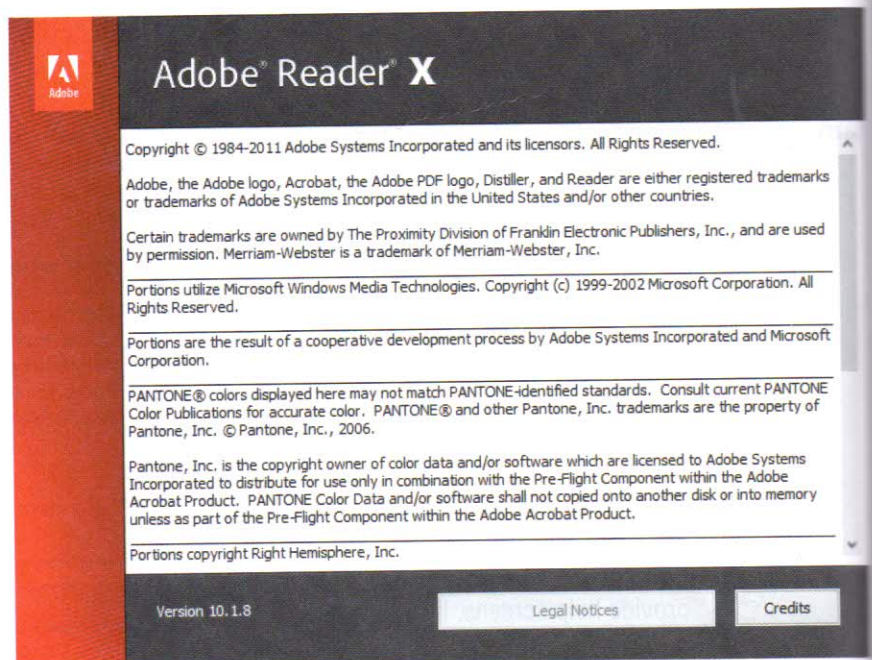 Adobe
Adobe® Reader® X
Copyright © 1984-2011 Adobe Systems Incorporated and its licensors. All Rights Reserved.
Adobe, the Adobe logo, Acrobat, the Adobe PDF logo, Distiller, and Reader are either registered trademarks
or trademarks of Adobe Systems Incorporated in the United States and/or other countries.
Certain trademarks are owned by The Proximity Division of Franklin Electronic Publishers, Inc., and are used
by permission. Merriam-Webster is a trademark of Merriam-Webster, Inc.
Portions utilize Microsoft Windows Media Technologies. Copyright (c) 1999-2002 Microsoft Corporation. All
Rights Reserved.
Portions are the result of a cooperative development process by Adobe Systems Incorporated and Microsoft
Corporation.
PANTONE® colors displayed here may not match PANTONE-identified standards. Consult current PANTONE
Color Publications for accurate color. PANTONE® and other Pantone, Inc. trademarks are the property of
Pantone, Inc. © Pantone, Inc., 2006.
Pantone, Inc. is the copyright owner of color data and/or software which are licensed to Adobe Systems
Incorporated to distribute for use only in combination with the Pre-Flight Component within the Adobe
Acrobat Product. PANTONE Color Data and/or software shall not copied onto another disk or into memory
unless as part of the Pre-Flight Component within the Adobe Acrobat Product.
Portions copyright Right Hemisphere, Inc.
Version 10.1.8
Legal Notices
Credits